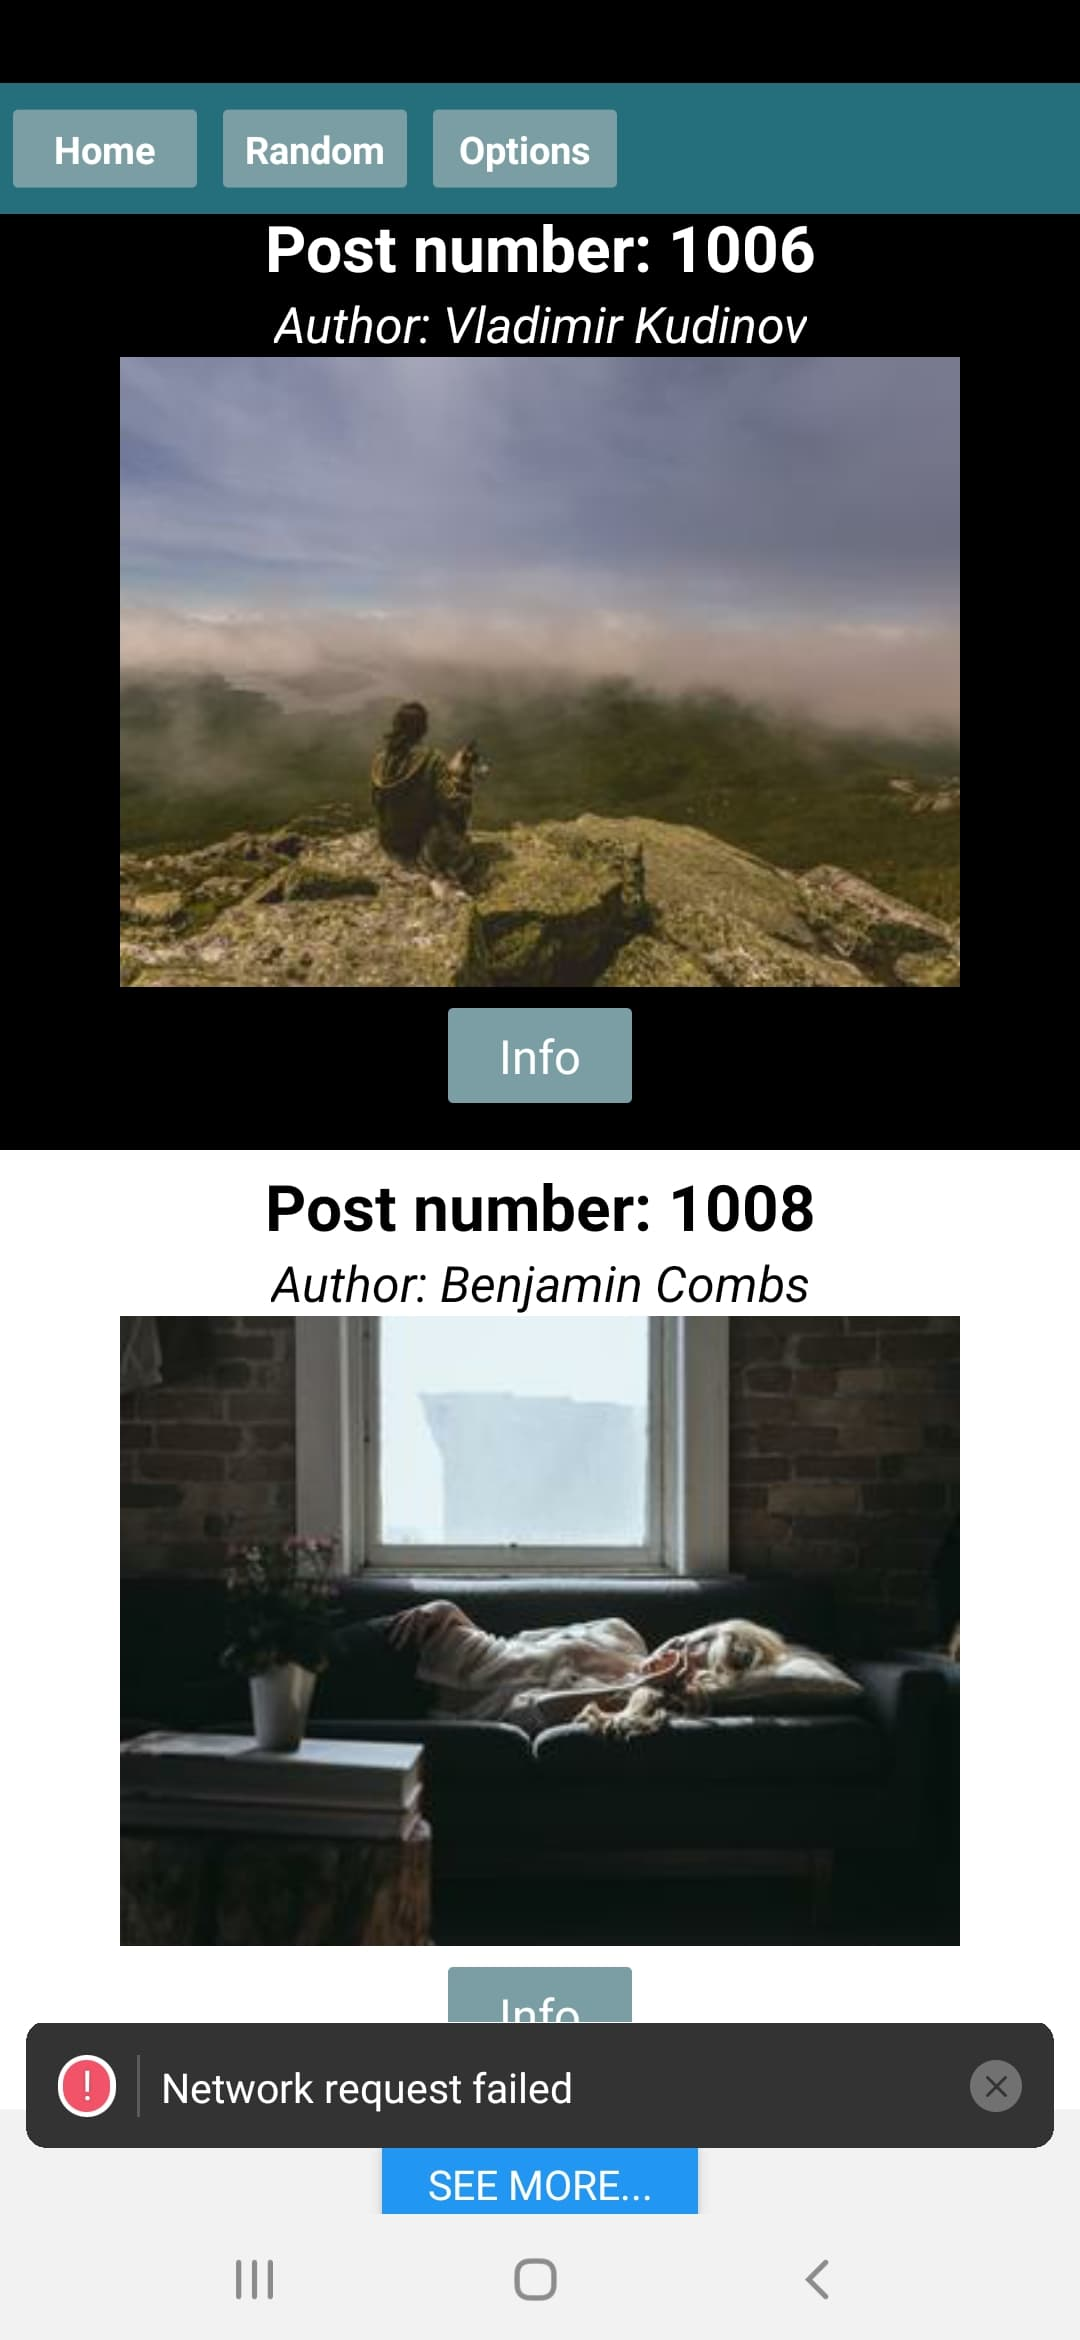 Home Random Options
Post number: 1006
Author: Vladimir Kudinov
Info
Post number: 1008
Author: Benjamin Combs
Info
Network request failed
SEE MORE...